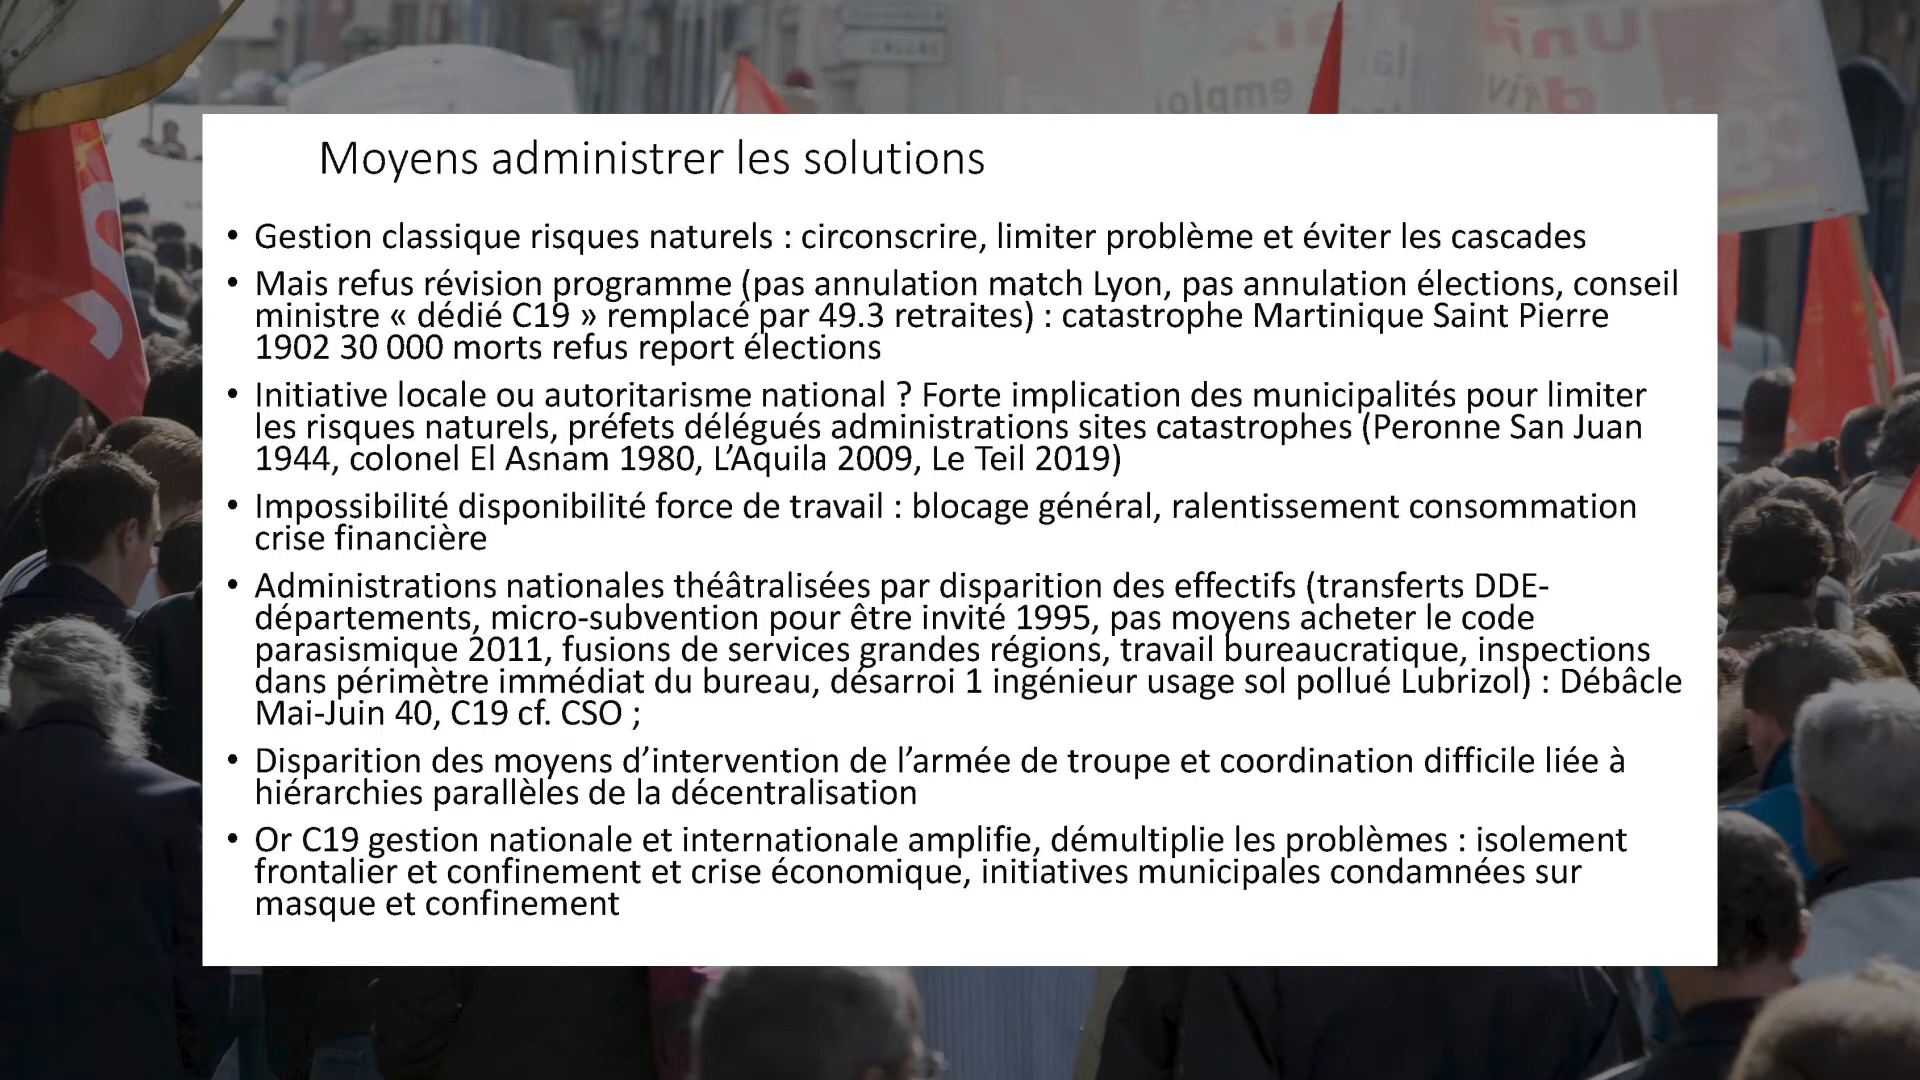 Moyens administrer les solutions
• Gestion classique risques naturels : circonscrire, limiter problème et éviter les cascades
• Mais refus révision programme (pas annulation match Lyon, pas annulation élections, conseil
ministre « dédié C19 » remplacé par 49.3 retraites) : catastrophe Martinique Saint Pierre
1902 30 000 morts refus report élections
• Initiative locale ou autoritarisme national ? Forte implication des municipalités pour limiter
les risques naturels, préfets délégués administrations sites catastrophes (Peronne San Juan
1944, colonel El Asnam 1980, L’Aquila 2009, Le Teil 2019)
• Impossibilité disponibilité force de travail : blocage général, ralentissement consommation
crise financière
• Administrations nationales théâtralisées par disparition des effectifs (transferts DDE-
départements, micro-subvention pour être invité 1995, pas moyens acheter le code
parasismique 2011, fusions de services grandes régions, travail bureaucratique, inspections
dans périmètre immédiat du bureau, désarroi 1 ingénieur usage sol pollué Lubrizol) : Débâcle
Mai-Juin 40, C19 cf. CSO ;
• Disparition des moyens d’intervention de l’armée de troupe et coordination difficile liée à
hiérarchies parallèles de la décentralisation
• Or C19 gestion nationale et internationale amplifie, démultiplie les problèmes : isolement
frontalier et confinement et crise économique, initiatives municipales condamnées sur
masque et confinement